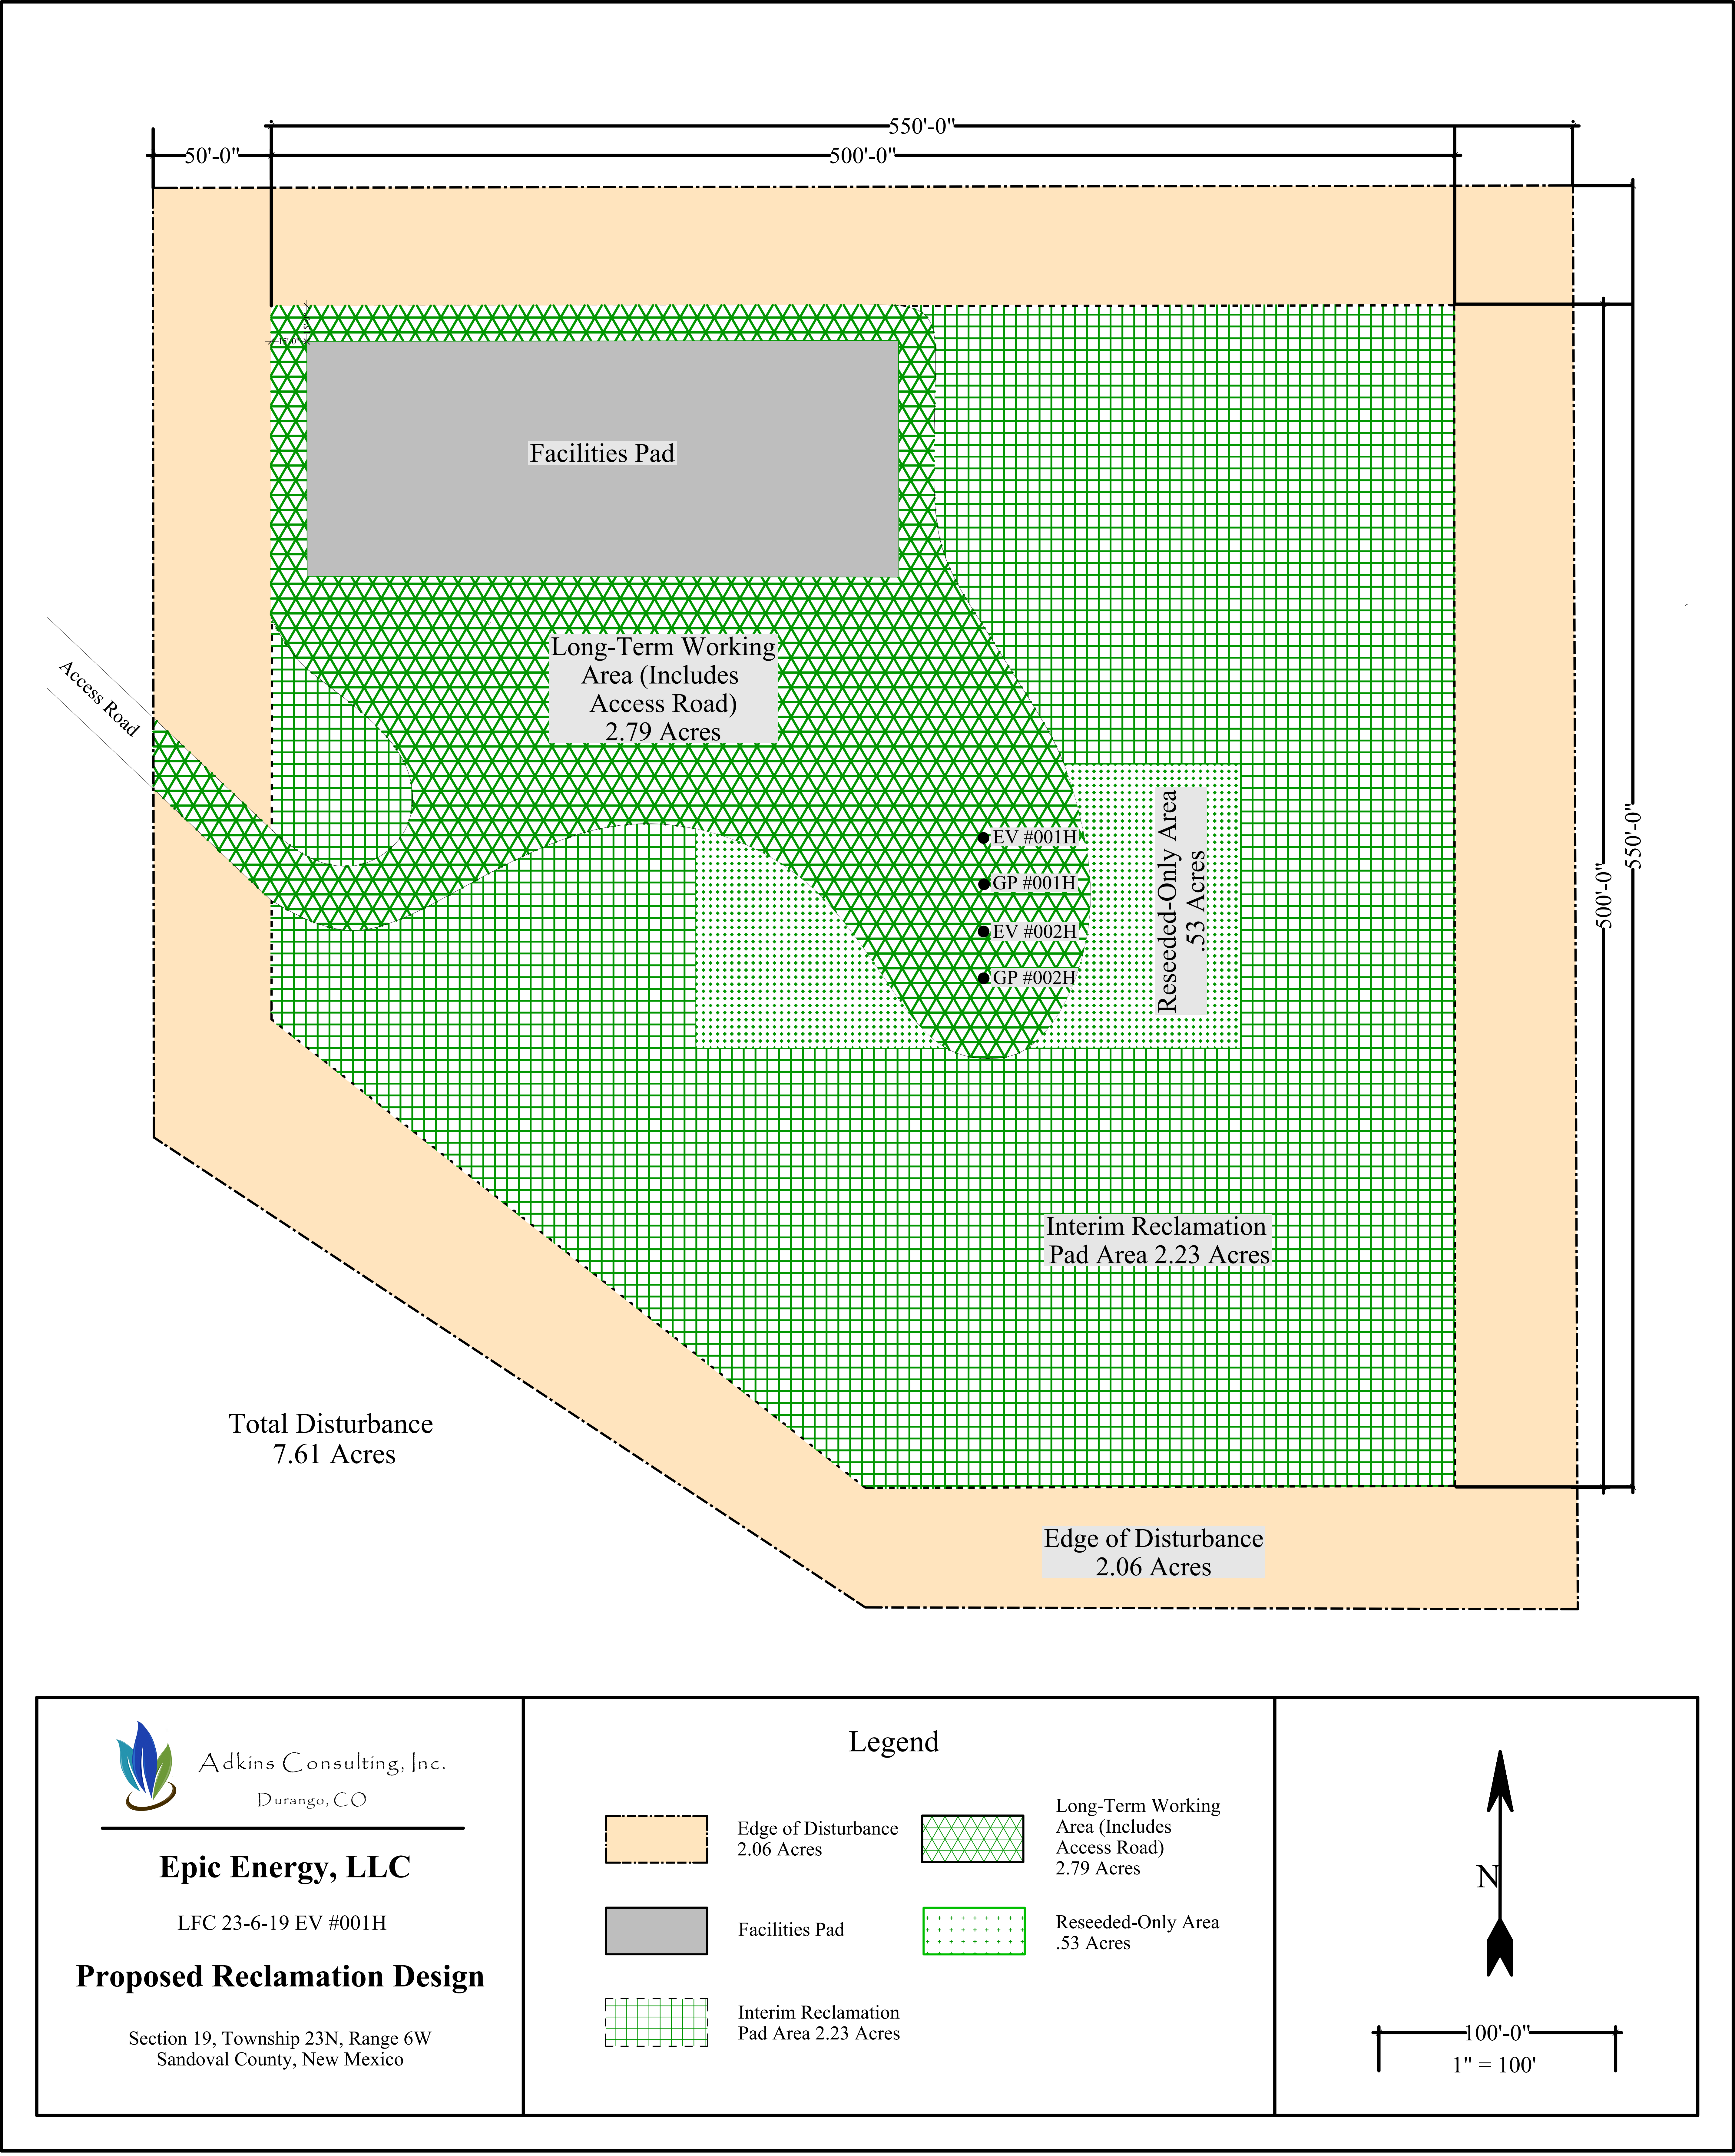 550'-0"
50'-0"
500'-0"
Facilities Pad
Long-Term Working
Area (Includes
Access Road)
2.79 Acres
Access Road
EV #001H
GP #001H
EV #002H
GP #002H
Reseeded-Only Area
.53 Acres
500'-0"
550'-0"
Interim Reclamation
Pad Area 2.23 Acres
Total Disturbance
7.61 Acres
Edge of Disturbance
2.06 Acres
Adkins Consulting, Inc.
Durango, CO
Epic Energy, LLC
LFC 23-6-19 EV #001H
Proposed Reclamation Design
Section 19, Township 23N, Range 6W
Sandoval County, New Mexico
Legend
Edge of Disturbance
2.06 Acres
Facilities Pad
Interim Reclamation
Pad Area 2.23 Acres
Long-Term Working
Area (Includes
Access Road)
2.79 Acres
Reseeded-Only Area
.53 Acres
N
100'-0"
1" = 100'